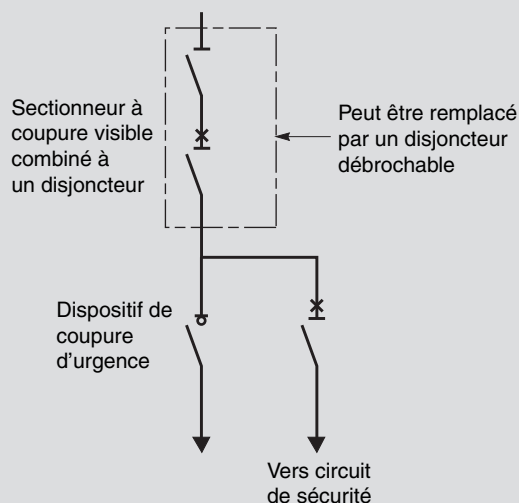 Sectionneur à
coupure visible
combiné à
un disjoncteur
Peut être remplacé
par un disjoncteur
débrochable
Dispositif de
coupure
d'urgence
Vers circuit
de sécurité